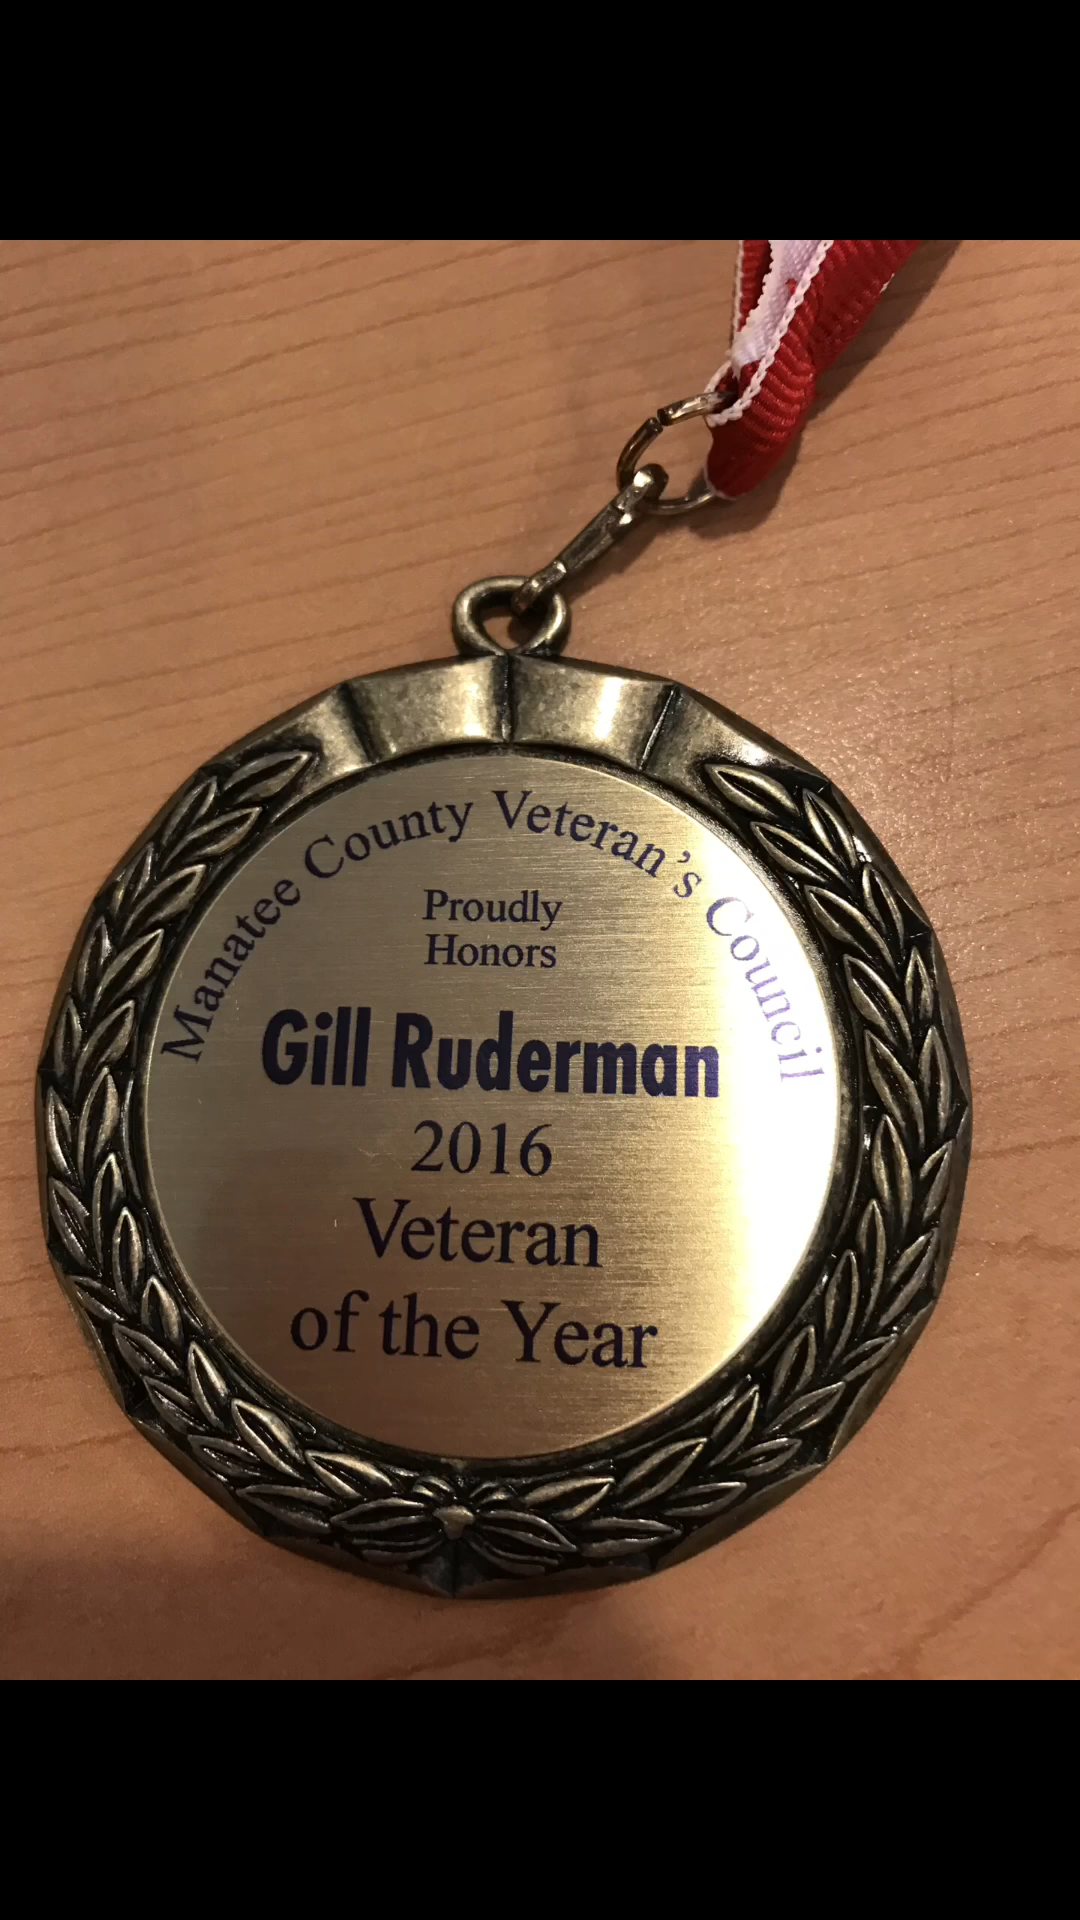 Manatee County Veteran's Council
Proudly
Honors
Gill Ruderman
2016
Veteran
of the Year